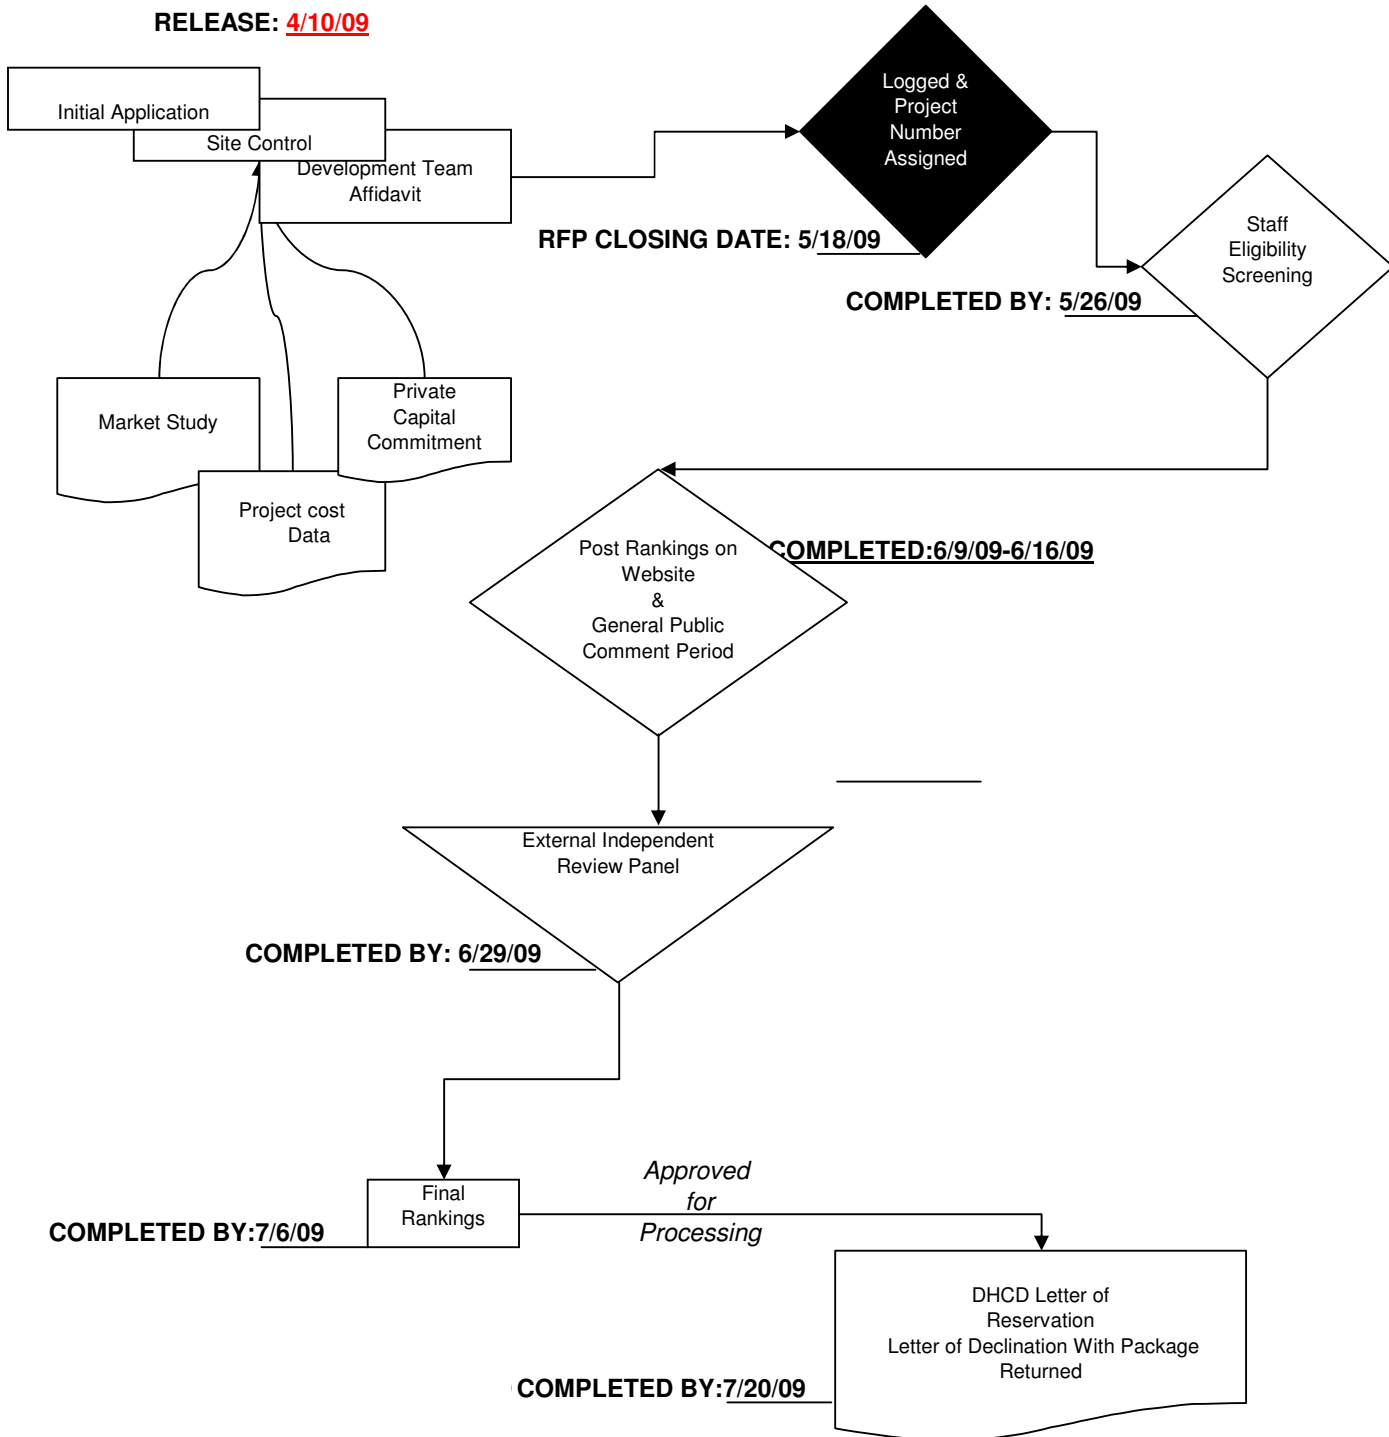 RELEASE: 4/10/09
Initial Application
Site Control
Development Team
Affidavit
Logged &
Project
Number
Assigned
RFP CLOSING DATE: 5/18/09
Staff
Eligibility
Screening
COMPLETED BY: 5/26/09
Market Study
Private
Capital
Commitment
Project cost
Data
Post Rankings on
Website
&
General Public
Comment Period
COMPLETED:6/9/09-6/16/09
External Independent
Review Panel
COMPLETED BY: 6/29/09
Final
Rankings
COMPLETED BY:7/6/09
Approved
for
Processing
DHCD Letter of
Reservation
Letter of Declination With Package
Returned
COMPLETED BY:7/20/09